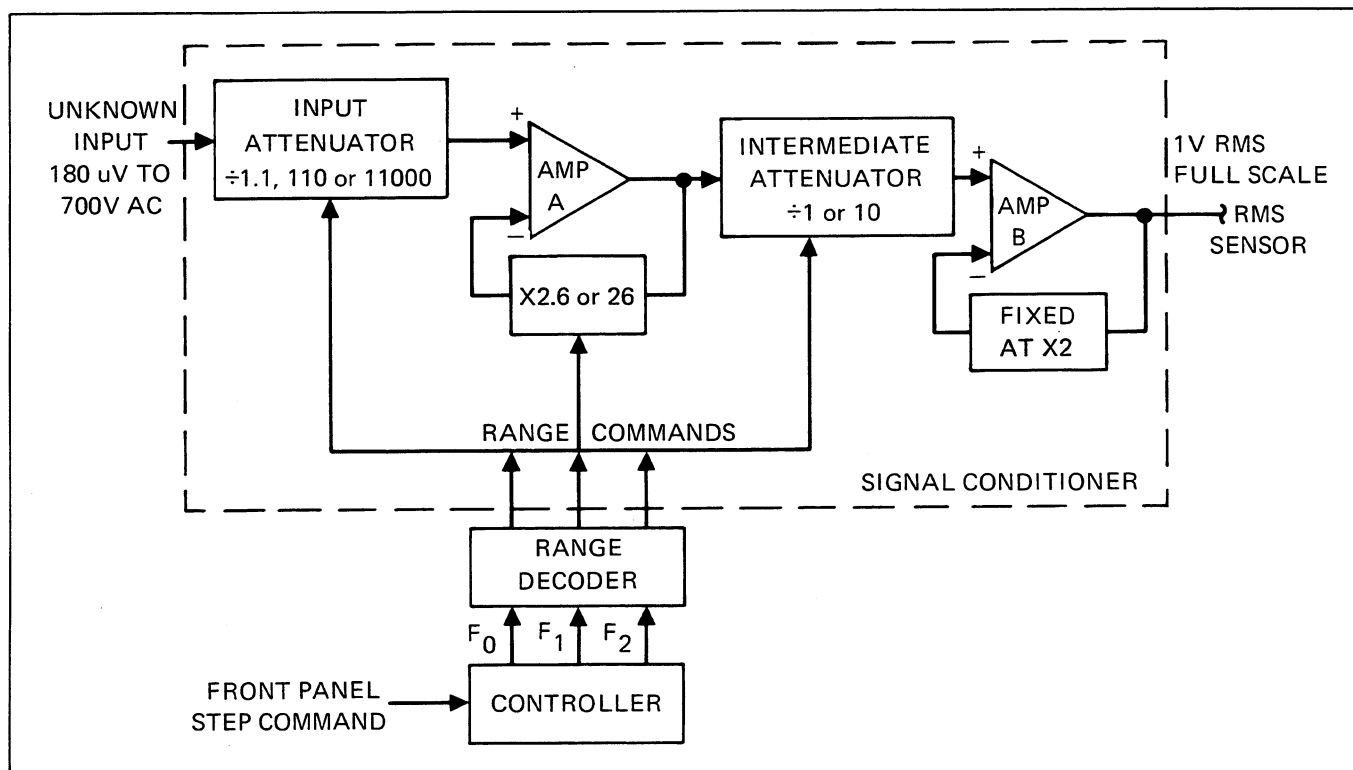 UNKNOWN
INPUT
180 uV TO
700V AC
INPUT
ATTENUATOR
÷1.1, 110 or 11000
+
AMP
A
−
X2.6 or 26
INTERMEDIATE
ATTENUATOR
÷1 or 10
+
AMP
B
−
FIXED
AT X2
1V RMS
FULL SCALE
RMS
SENSOR
RANGE COMMANDS
SIGNAL CONDITIONER
RANGE
DECODER
F0 F1 F2
FRONT PANEL
STEP COMMAND
CONTROLLER